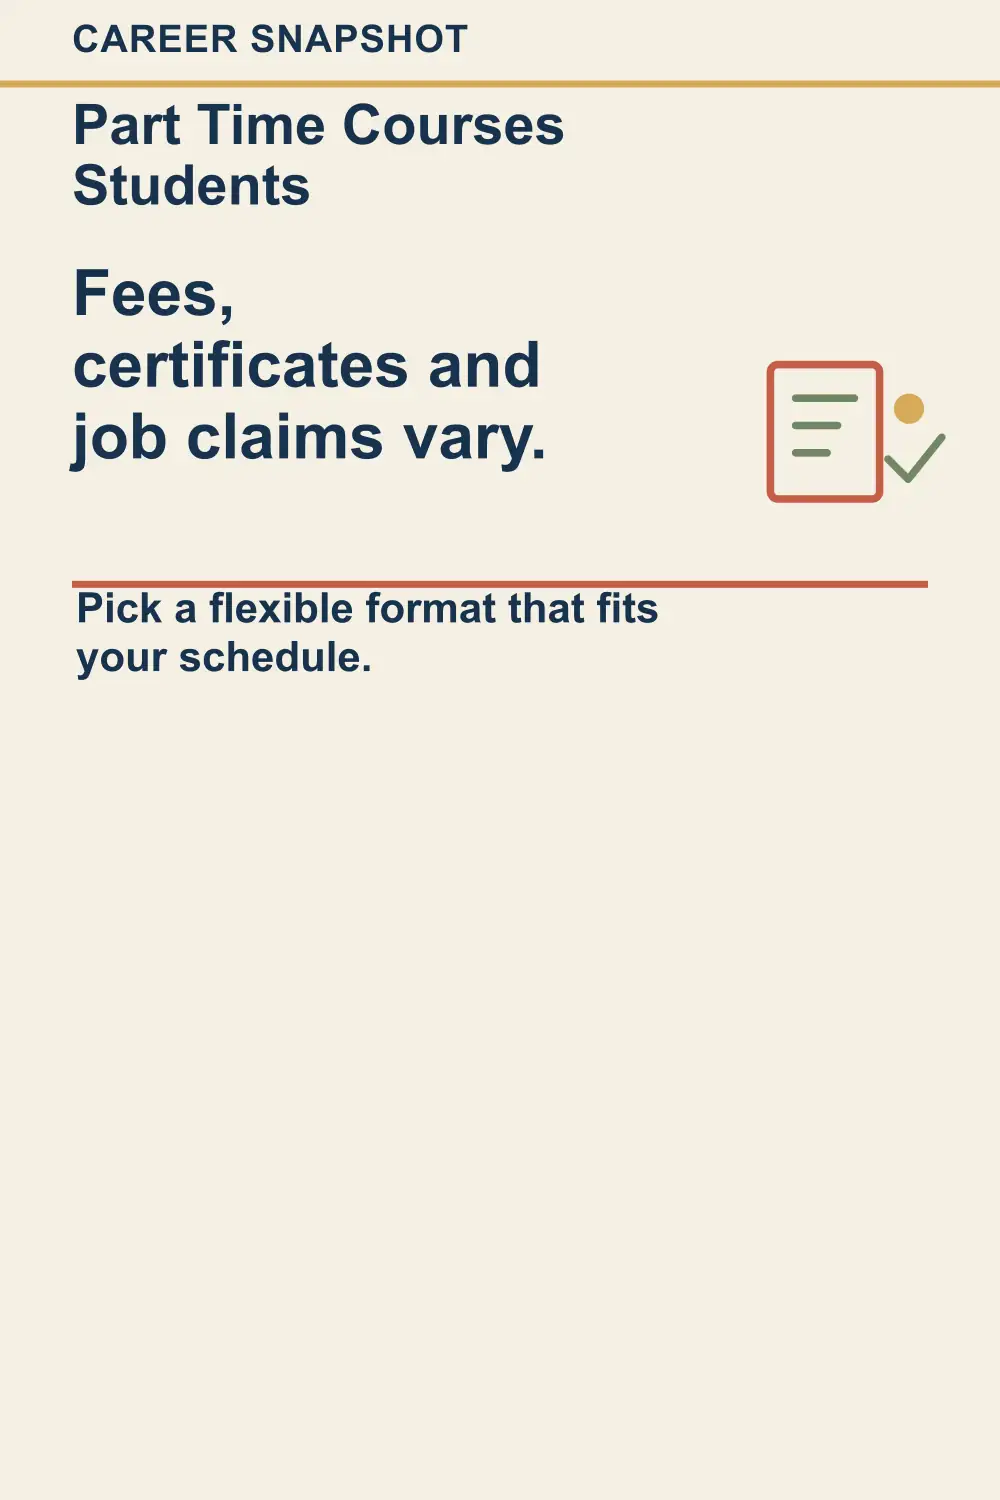 CAREER SNAPSHOT
Part Time Courses
Students
Fees,
certificates and
job claims vary.
Pick a flexible format that fits
your schedule.